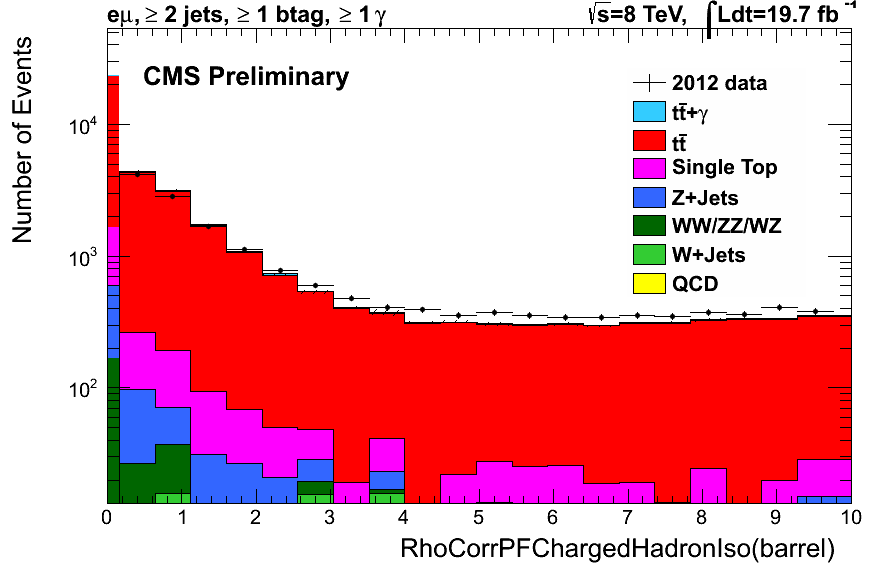 eμ, ≥ 2 jets, ≥ 1 btag, ≥ 1 γ √s=8 TeV, ∫Ldt=19.7 fb⁻¹
CMS Preliminary
2012 data
tt̄+γ
tt̄
Single Top
Z+Jets
WW/ZZ/WZ
W+Jets
QCD
Number of Events
10⁴
10³
10²
0 1 2 3 4 5 6 7 8 9 10
RhoCorrPFChargedHadronIso(barrel)